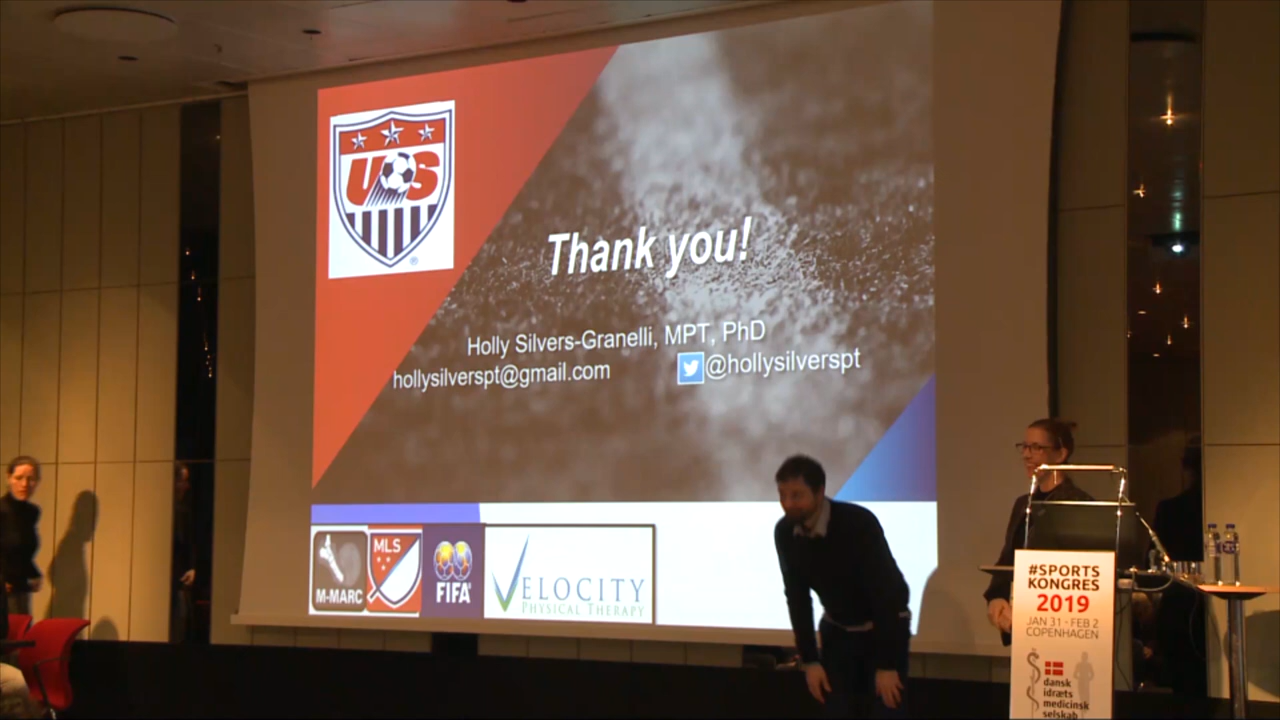 US
®
Thank you!
Holly Silvers-Granelli, MPT, PhD
hollysilverspt@gmail.com
@hollysilverspt
M-MARC
MLS
FIFA
VELOCITY
PHYSICAL THERAPY
#SPORTS
KONGRES
2019
JAN 31 - FEB 2
COPENHAGEN
dansk
idræts
medicinsk
selskab